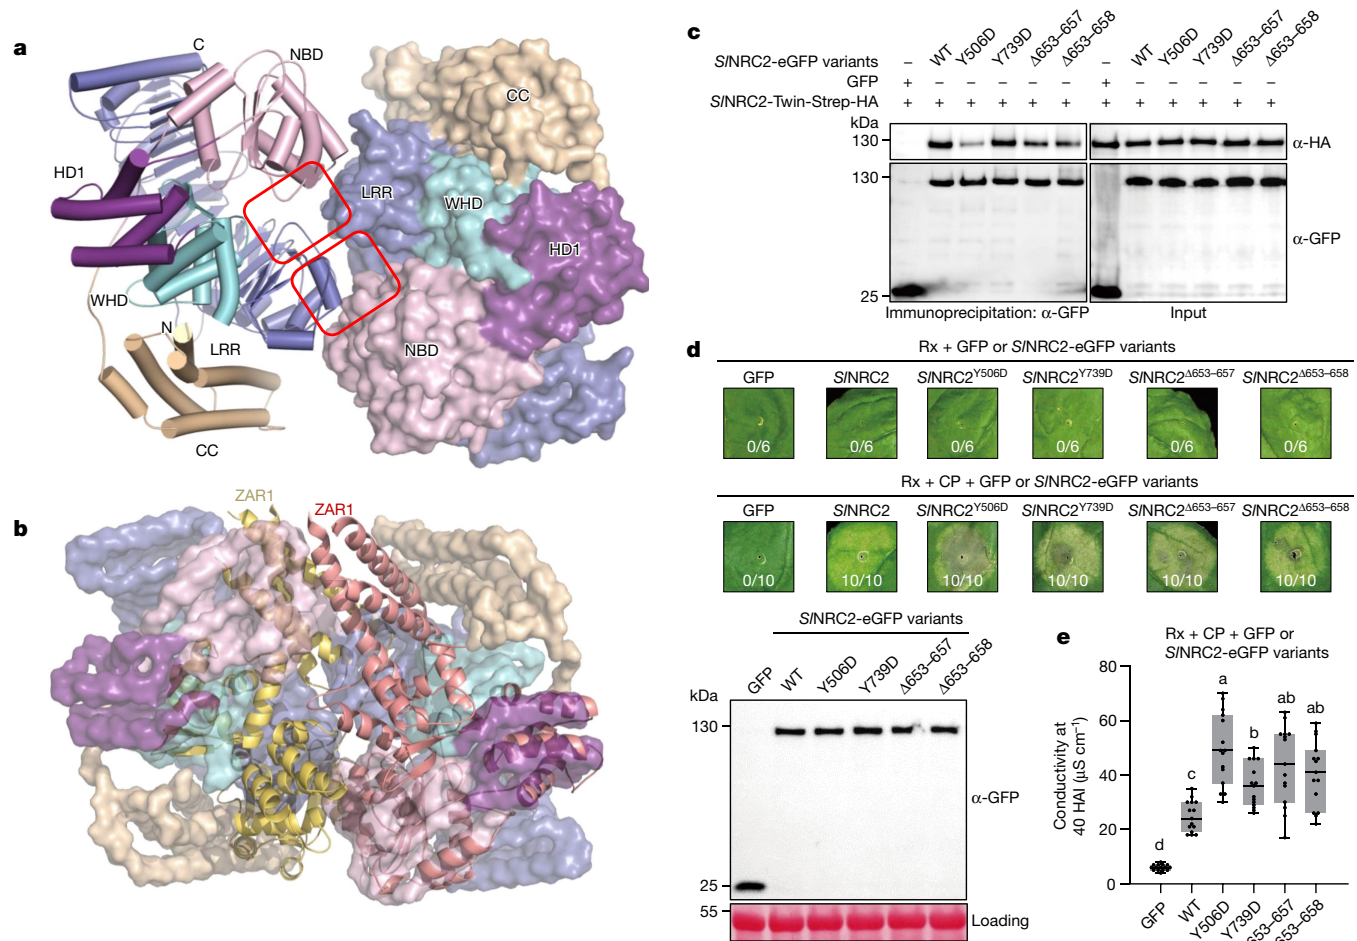 a
C
NBD
HD1
WHD
N
LRR
CC
CC
LRR
WHD
HD1
NBD
b
ZAR1
ZAR1
c
SlNRC2-eGFP variants – WT Y506D Y739D Δ653–657 Δ653–658
GFP + – – – – –
SlNRC2-Twin-Strep-HA + + + + + + + + + + + +
kDa
130
α-HA
130
α-GFP
25
Immunoprecipitation: α-GFP
Input
d
Rx + GFP or SlNRC2-eGFP variants
GFP SlNRC2 SlNRC2Y506D SlNRC2Y739D SlNRC2Δ653–657 SlNRC2Δ653–658
0/6 0/6 0/6 0/6 0/6 0/6
Rx + CP + GFP or SlNRC2-eGFP variants
GFP SlNRC2 SlNRC2Y506D SlNRC2Y739D SlNRC2Δ653–657 SlNRC2Δ653–658
0/10 10/10 10/10 10/10 10/10 10/10
SlNRC2-eGFP variants
kDa
GFP WT Y506D Y739D Δ653–657 Δ653–658
130
α-GFP
25
55
Loading
e
Rx + CP + GFP or
SlNRC2-eGFP variants
Conductivity at
40 HAI (µS cm−1)
80
60
40
20
0
d c a b ab ab
GFP WT Y506D Y739D 653–657 653–658